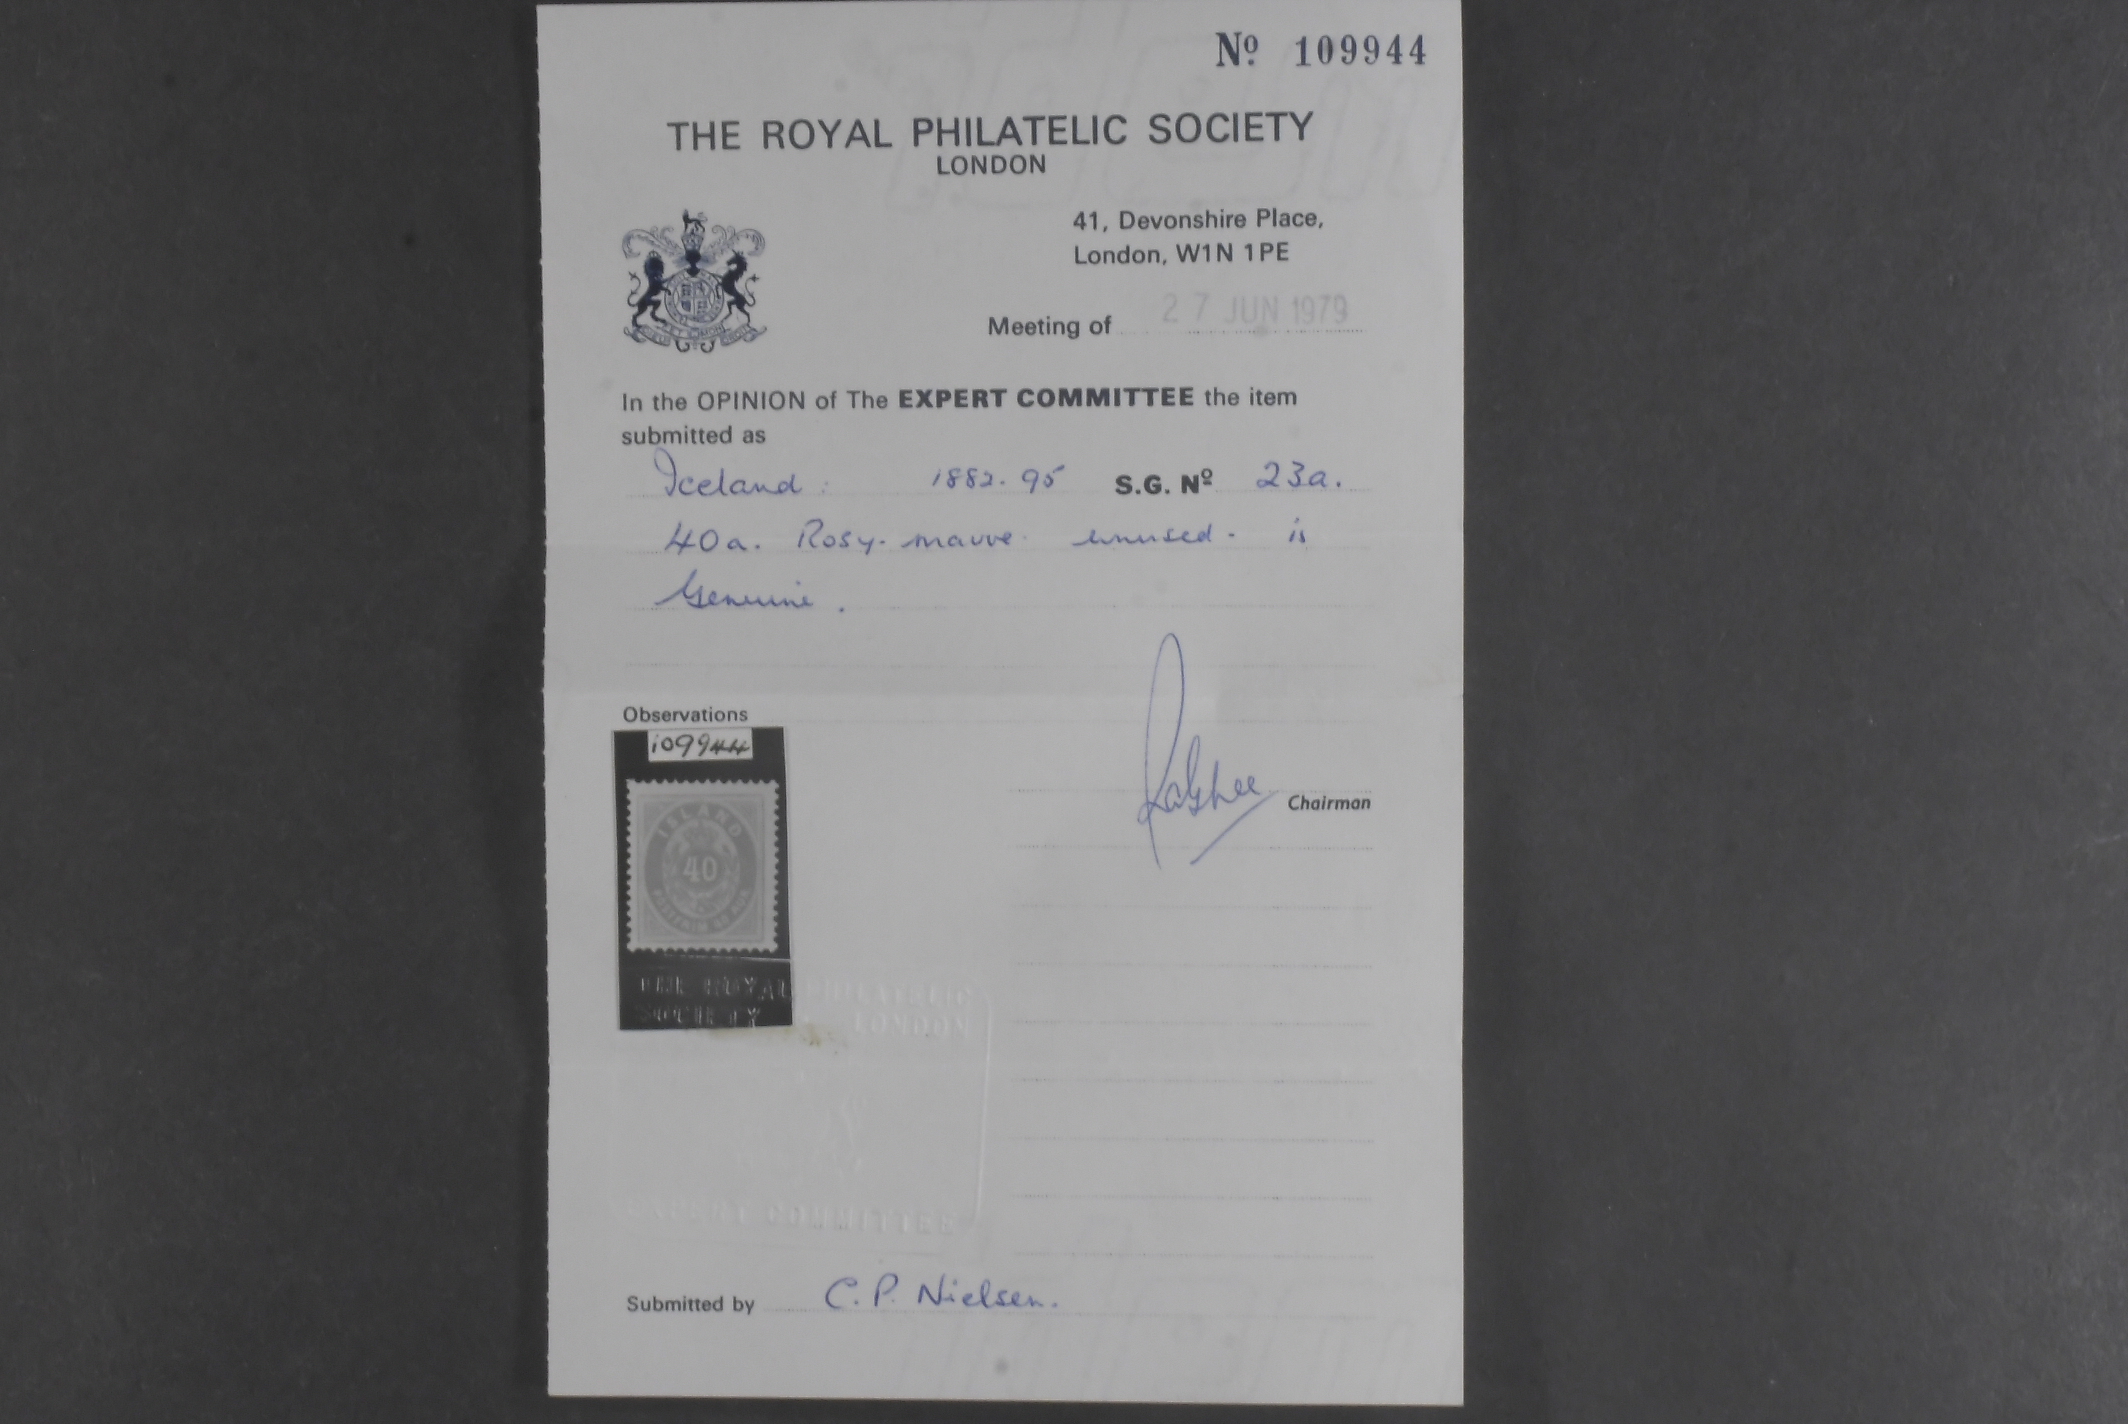 Nº 109944
THE ROYAL PHILATELIC SOCIETY
LONDON
41, Devonshire Place,
London, W1N 1PE
Meeting of 27 JUN 1979
In the OPINION of The EXPERT COMMITTEE the item
submitted as
Iceland: 1882-95 S.G. Nº 23a.
40a. Rosy-mauve unused - is
Genuine.
Observations
109944
ISLAND
40
THE ROYAL PHILATELIC
SOCIETY LONDON
Chairman
EXPERT COMMITTEE
Submitted by C.P. Nielsen.